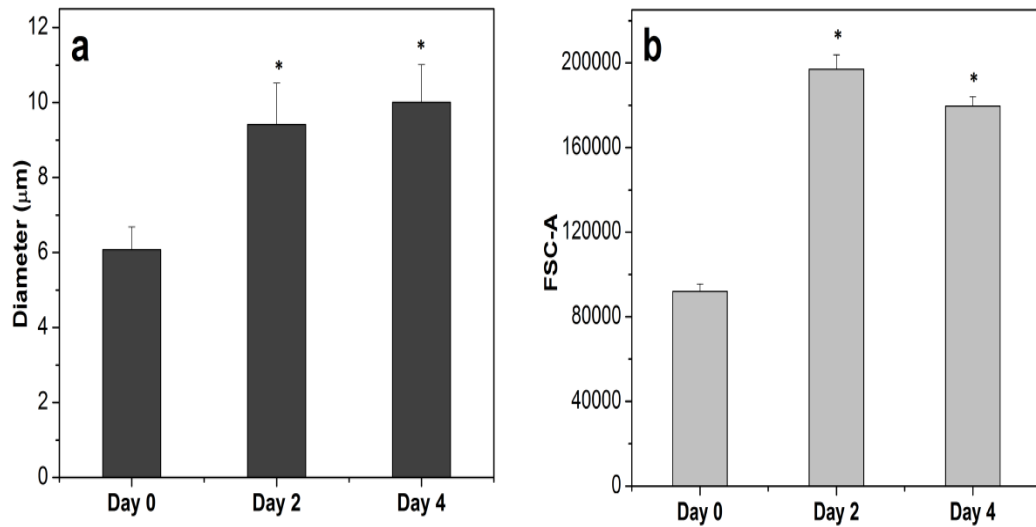 a
Diameter (μm)
12
10
8
6
4
2
0
*
*
Day 0
Day 2
Day 4
b
FSC-A
200000
160000
120000
80000
40000
0
*
*
Day 0
Day 2
Day 4